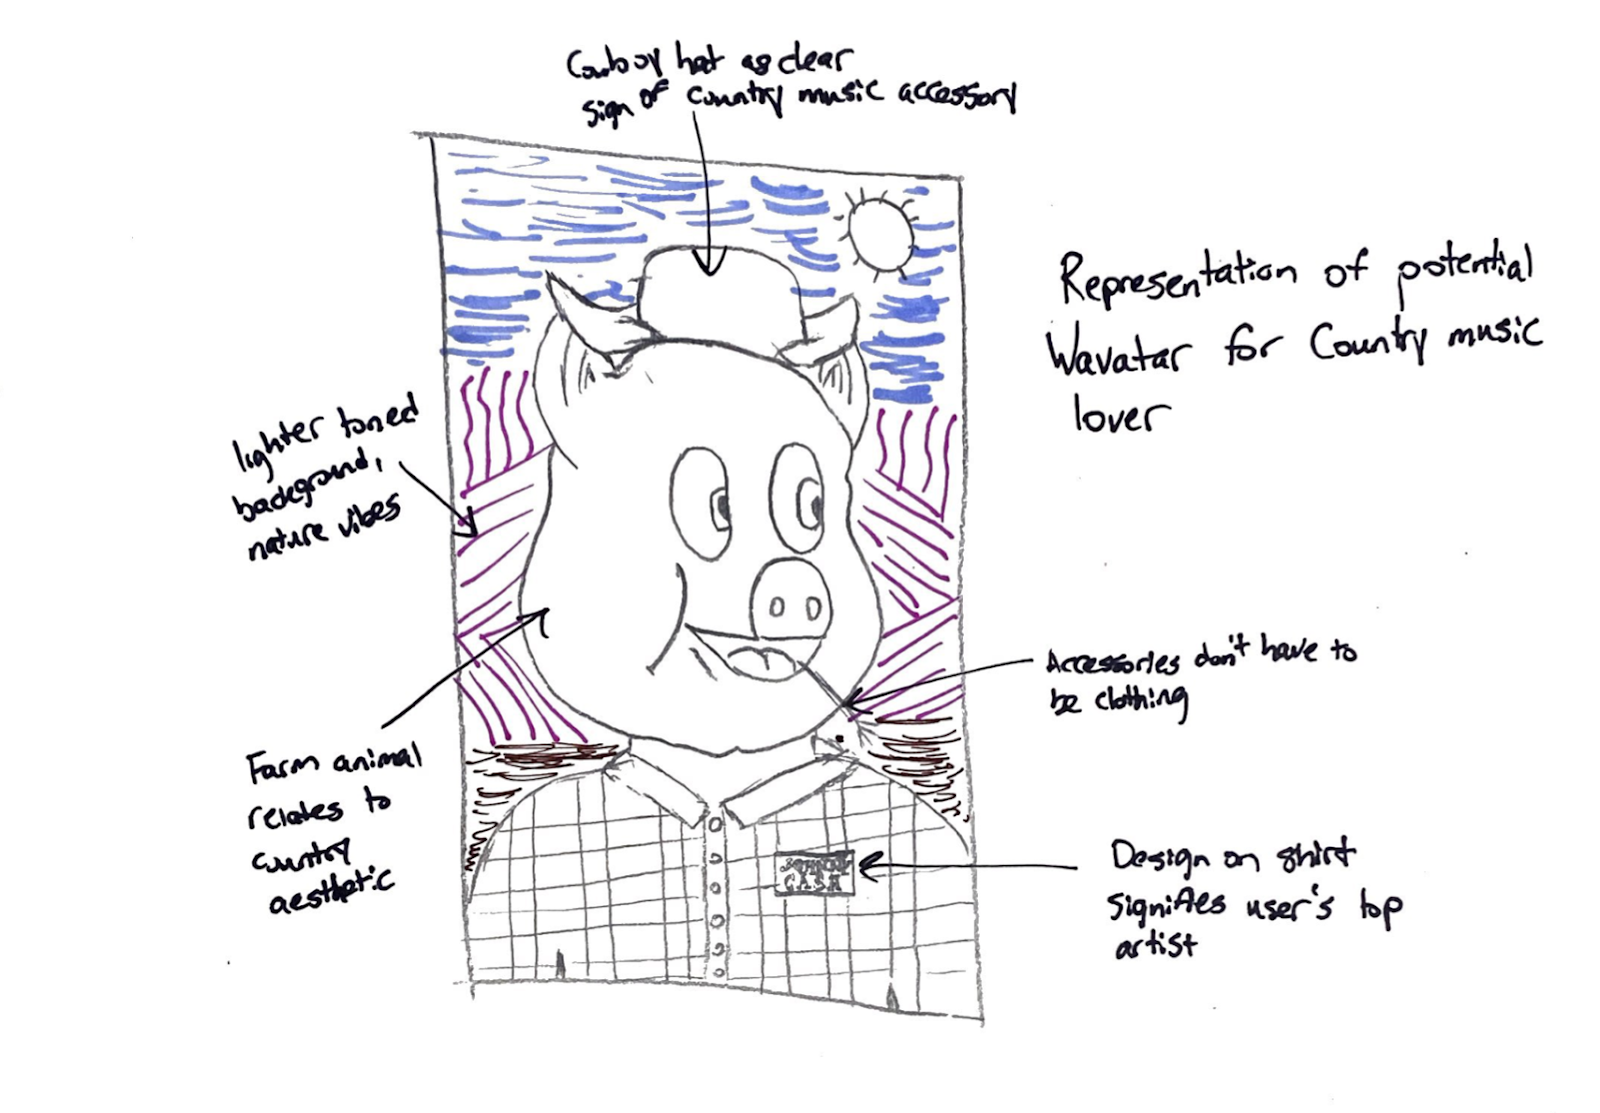 Cowboy hat as clear
sign of country music accessory
Representation of potential
Wavatar for Country music
lover
lighter toned
background,
nature vibes
Accessories don't have to
be clothing
Farm animal
relates to
country
aesthetic
JOHNNY
CASH
Design on shirt
signifies user's top
artist